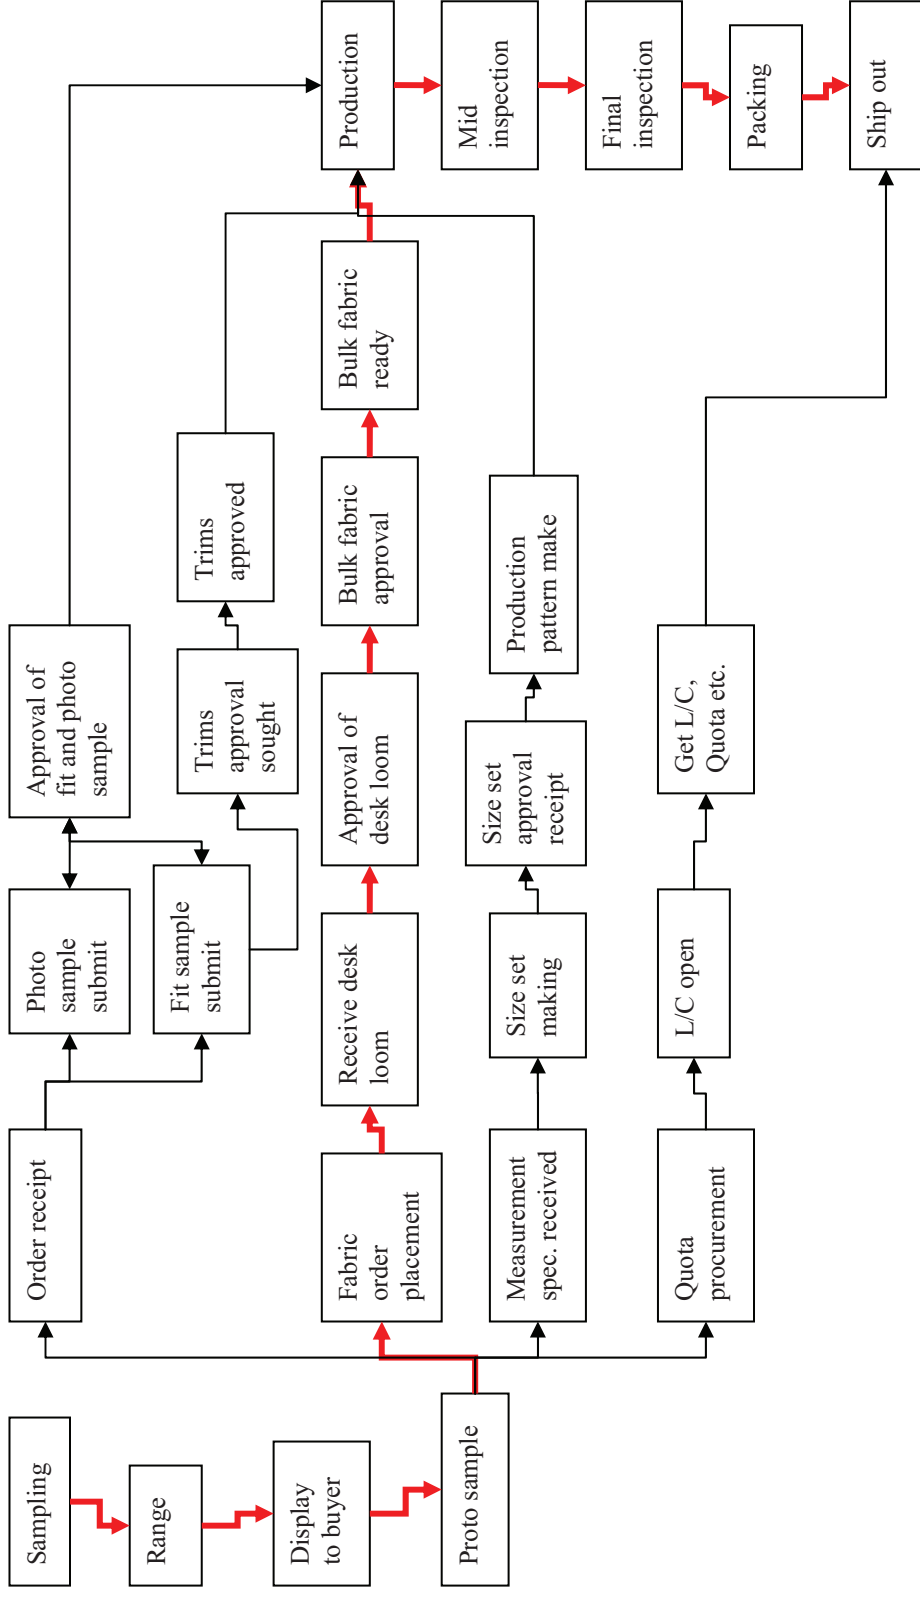 Sampling
Range
Display
to buyer
Proto sample
Order receipt
Photo
sample
submit
Fit sample
submit
Approval of
fit and photo
sample
Trims
approval
sought
Trims
approved
Fabric
order
placement
Receive desk
loom
Approval of
desk loom
Bulk fabric
approval
Bulk fabric
ready
Measurement
spec. received
Size set
making
Size set
approval
receipt
Production
pattern make
Quota
procurement
L/C open
Get L/C,
Quota etc.
Production
Mid
inspection
Final
inspection
Packing
Ship out